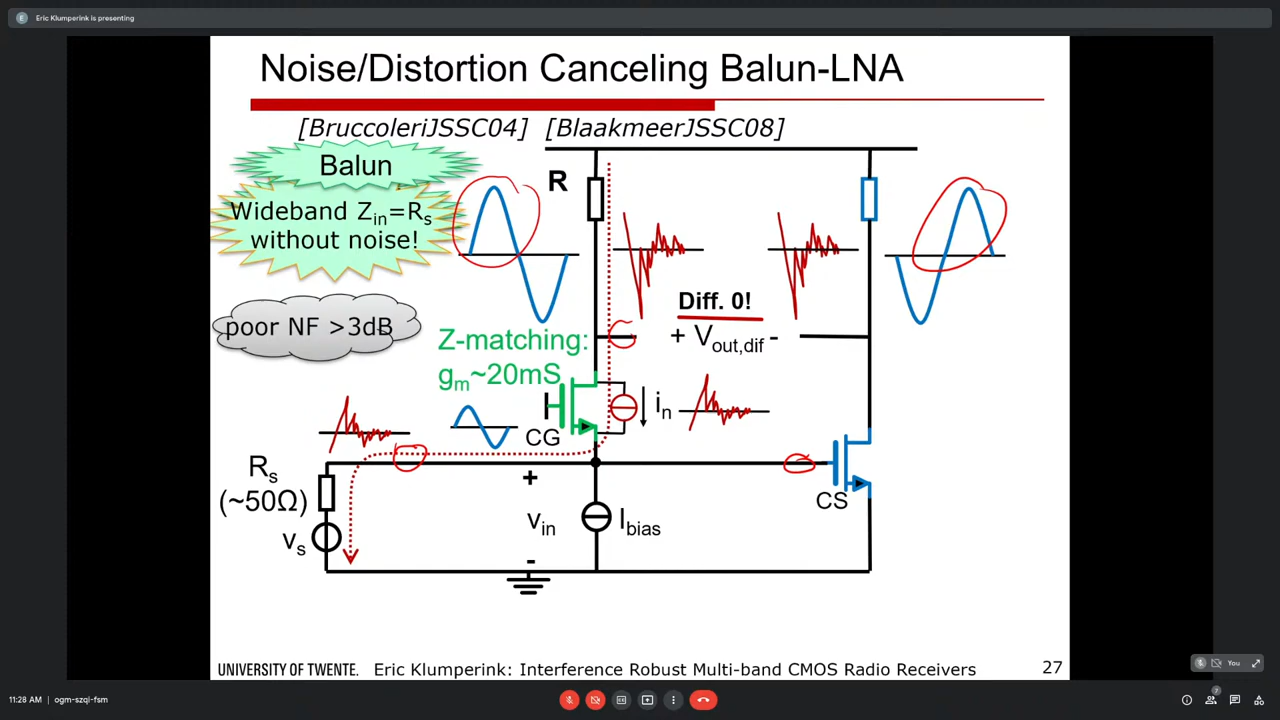 Eric Klumperink is presenting
Noise/Distortion Canceling Balun-LNA
[BruccoleriJSSC04] [BlaakmeerJSSC08]
Balun
Wideband Zin=Rs
without noise!
R
poor NF >3dB
Diff. 0!
+ Vout,dif -
Z-matching:
gm~20mS
in
CG
CS
Rs
(~50Ω)
+
vin
Ibias
vs
-
UNIVERSITY OF TWENTE. Eric Klumperink: Interference Robust Multi-band CMOS Radio Receivers 27
You
11:28 AM | ogm-szqi-fsm
7
E